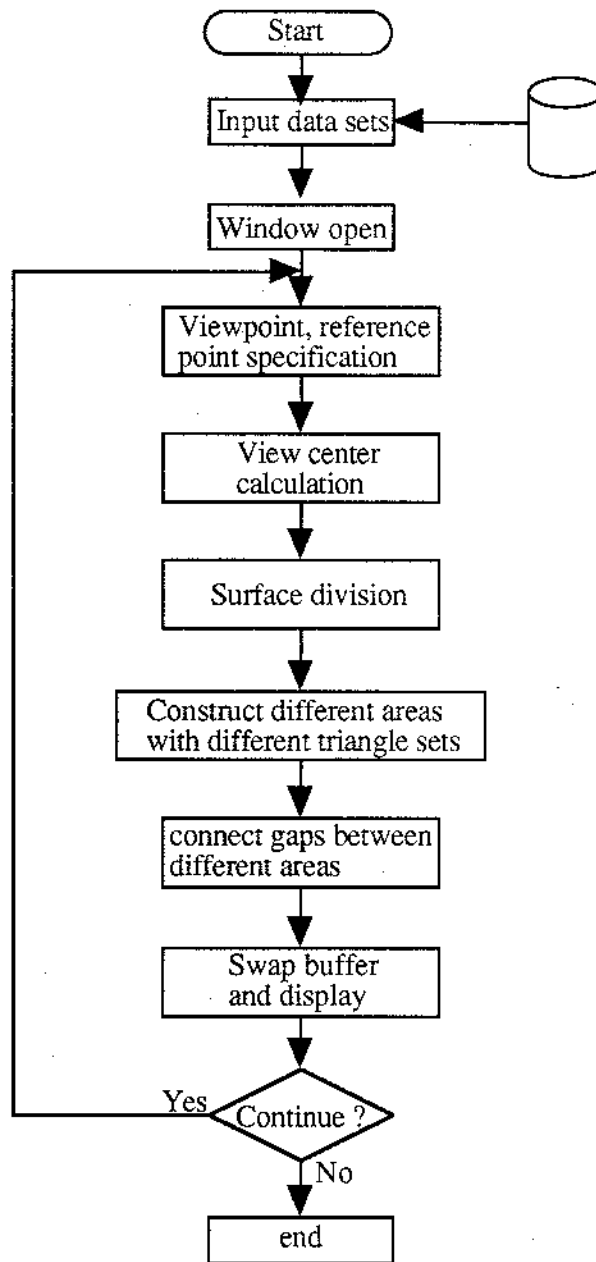 Start
Input data sets
Window open
Viewpoint, reference
point specification
View center
calculation
Surface division
Construct different areas
with different triangle sets
connect gaps between
different areas
Swap buffer
and display
Yes
Continue ?
No
end